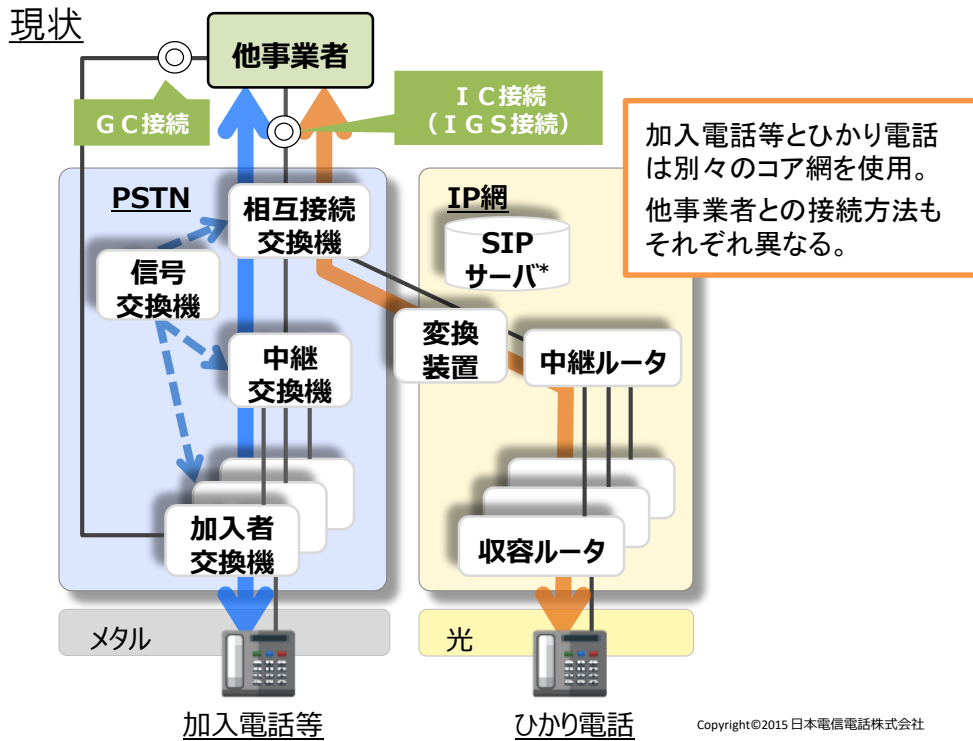 現状
他事業者
ＧＣ接続
ＩＣ接続
（ＩＧＳ接続）
加入電話等とひかり電話
は別々のコア網を使用。
他事業者との接続方法も
それぞれ異なる。
PSTN
相互接続
交換機
信号
交換機
中継
交換機
加入者
交換機
IP網
SIP
サーバ*
変換
装置
中継ルータ
収容ルータ
メタル
光
加入電話等
ひかり電話
Copyright©2015 日本電信電話株式会社